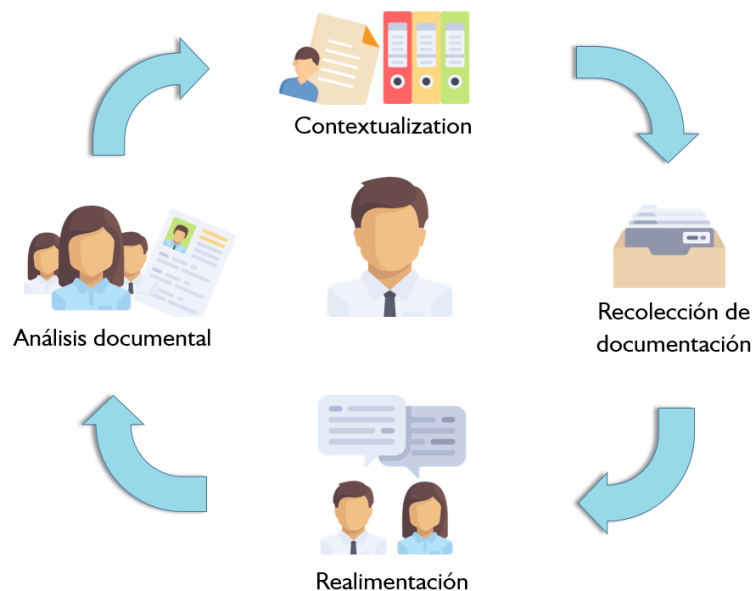 Contextualization
Recolección de
documentación
Análisis documental
Realimentación